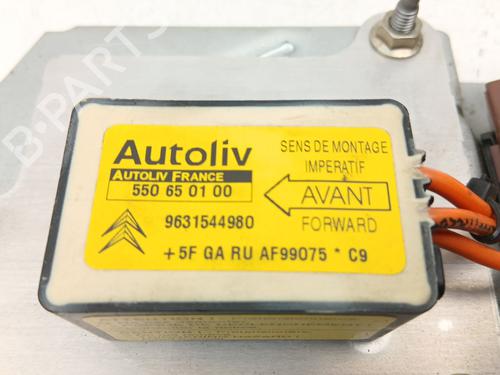 B-PARTS
Autoliv
AUTOLIV FRANCE
550 65 01 00
9631544980
SENS DE MONTAGE
IMPERATIF
AVANT
FORWARD
+5F GA RU AF99075 * C9